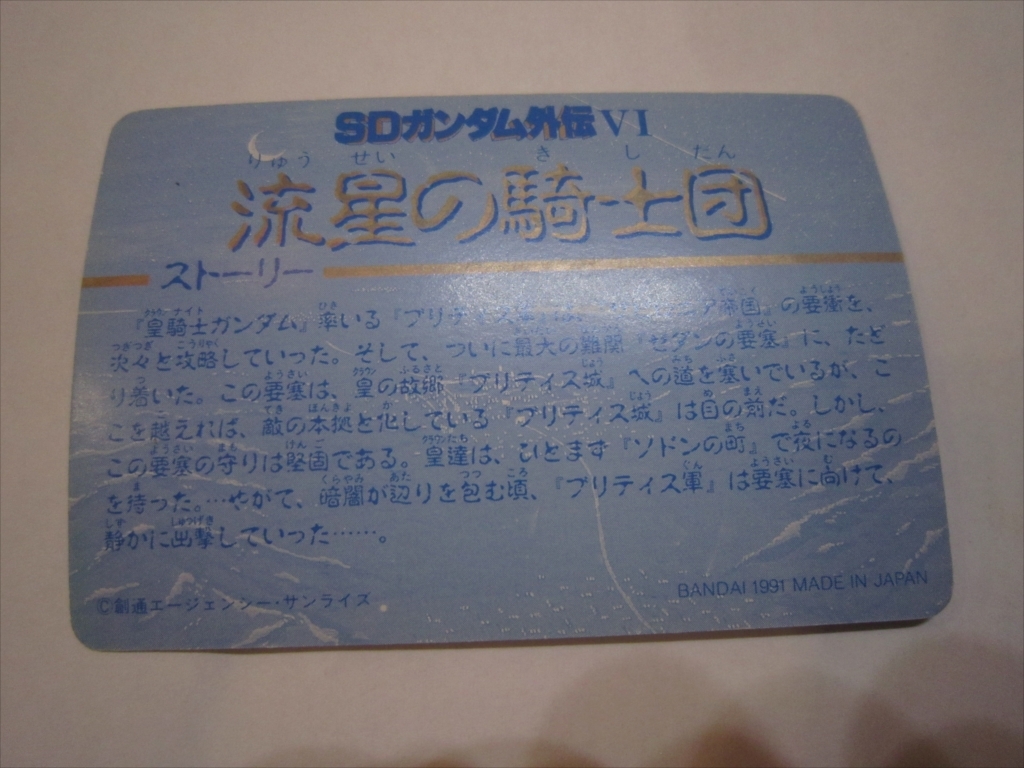 SDガンダム外伝 VI
りゅう せい き し だん
流星の騎士団
ストーリー
『皇騎士ガンダム』率いる『ブリティス軍』は、帝国』の要衝を、
次々と攻略していった。そして、ついに最大の難関『セダンの要塞』に、たど
り着いた。この要塞は、皇の故郷『ブリティス城』への道を塞いでいるが、こ
こを越えれば、敵の本拠と化している『ブリティス城』は目の前だ。しかし、
この要塞の守りは堅固である。皇達は、ひとまず『ソドンの町』で夜になるの
を待った。…やがて、暗闇が辺りを包む頃、『ブリティス軍』は要塞に向けて、
静かに出撃していった……。
©創通エージェンシー・サンライズ
BANDAI 1991 MADE IN JAPAN